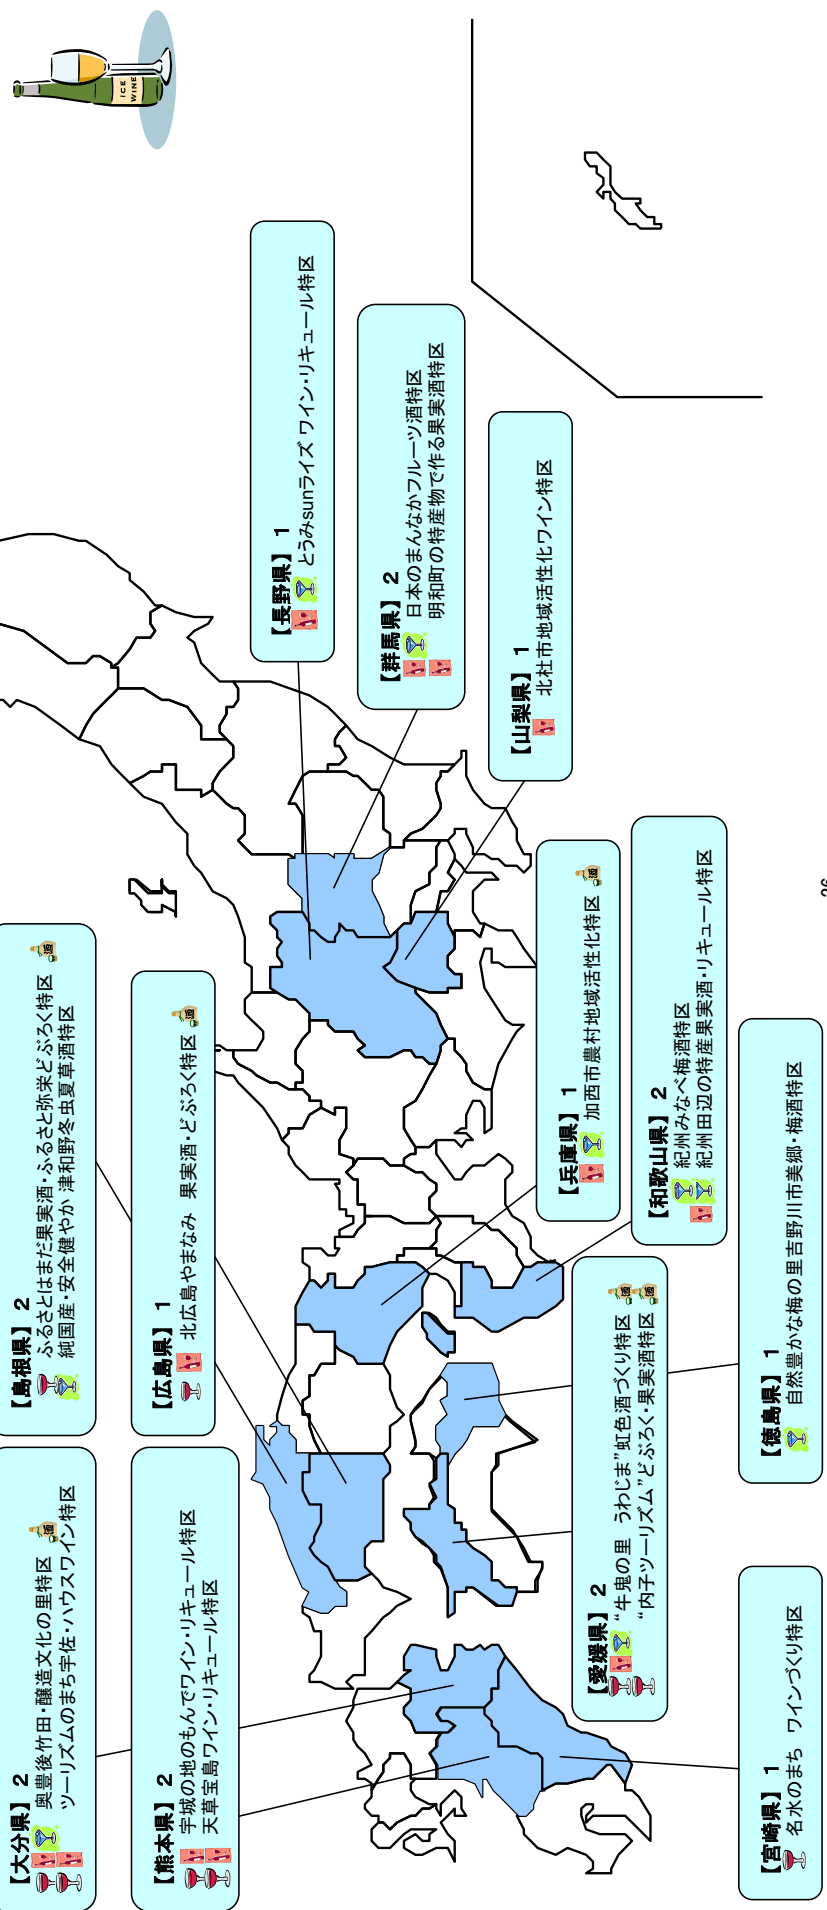 ICE
WINE
【長野県】 1
とうみsunライズ ワイン・リキュール特区
【群馬県】 2
日本のまんなかフルーツ酒特区
明和町の特産物で作る果実酒特区
【山梨県】 1
北杜市地域活性化ワイン特区
【島根県】 2
ふるさとはまだ果実酒・ふるさと弥栄どぶろく特区
酒
純国産・安全健やか 津和野冬虫夏草酒特区
【広島県】 1
北広島やまなみ 果実酒・どぶろく特区
酒
【兵庫県】 1
加西市農村地域活性化特区
酒
【和歌山県】 2
紀州みなべ梅酒特区
紀州田辺の特産果実酒・リキュール特区
【大分県】 2
奥豊後竹田・醸造文化の里特区
酒
ツーリズムのまち宇佐・ハウスワイン特区
【熊本県】 2
宇城の地のもんでワイン・リキュール特区
天草宝島ワイン・リキュール特区
【愛媛県】 2
“牛鬼の里 うわじま”虹色酒づくり特区
酒
“内子ツーリズム”どぶろく・果実酒特区
酒
【徳島県】 1
自然豊かな梅の里吉野川市美郷・梅酒特区
【宮崎県】 1
名水のまち ワインづくり特区